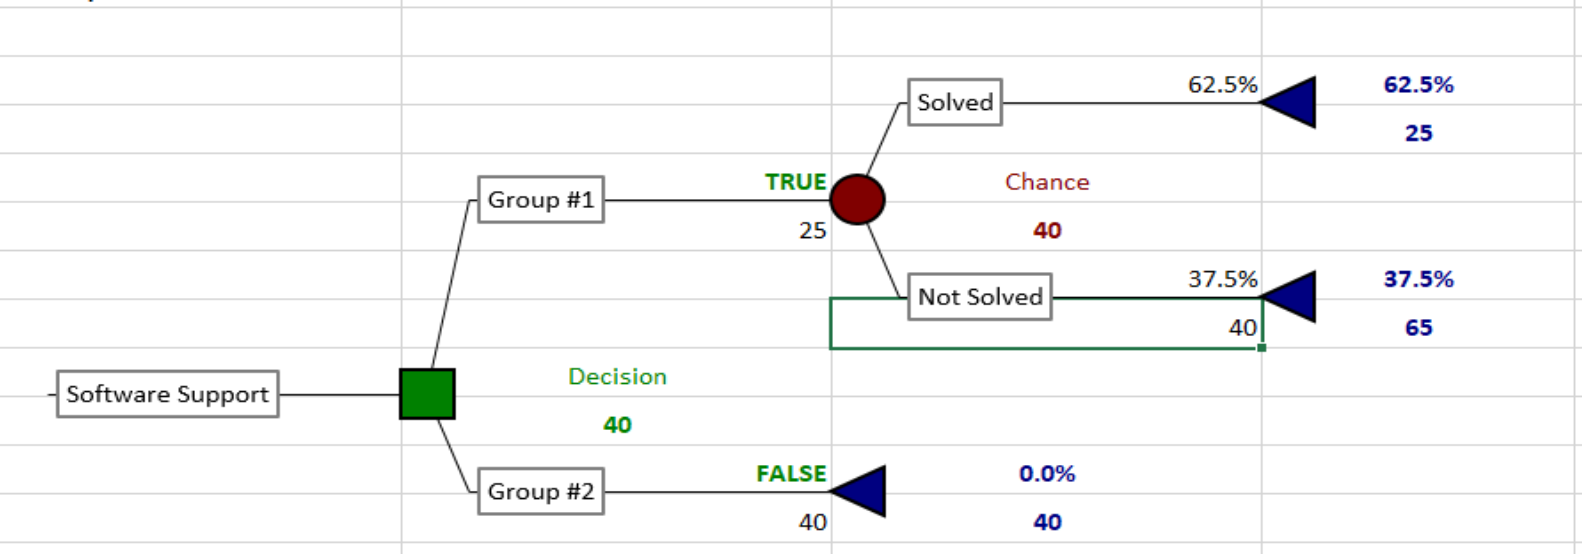 62.5%
62.5%
Solved
25
TRUE
Chance
Group #1
25
40
37.5%
37.5%
Not Solved
40
65
Decision
Software Support
40
FALSE
0.0%
Group #2
40
40